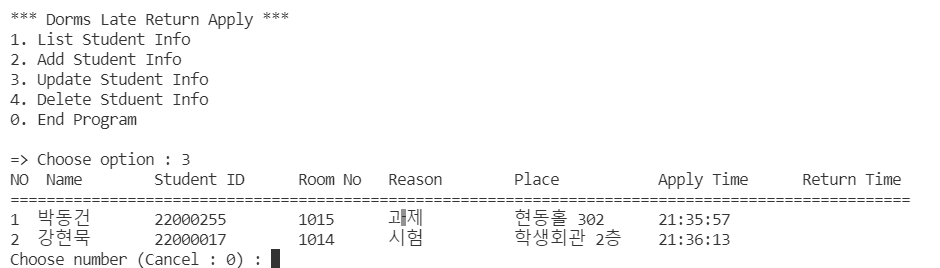 *** Dorms Late Return Apply ***
1. List Student Info
2. Add Student Info
3. Update Student Info
4. Delete Stduent Info
0. End Program
=> Choose option : 3
NO Name Student ID Room No Reason Place Apply Time Return Time
====================================================================================================
1 박동건 22000255 1015 과제 현동홀 302 21:35:57
2 강현묵 22000017 1014 시험 학생회관 2층 21:36:13
Choose number (Cancel : 0) :